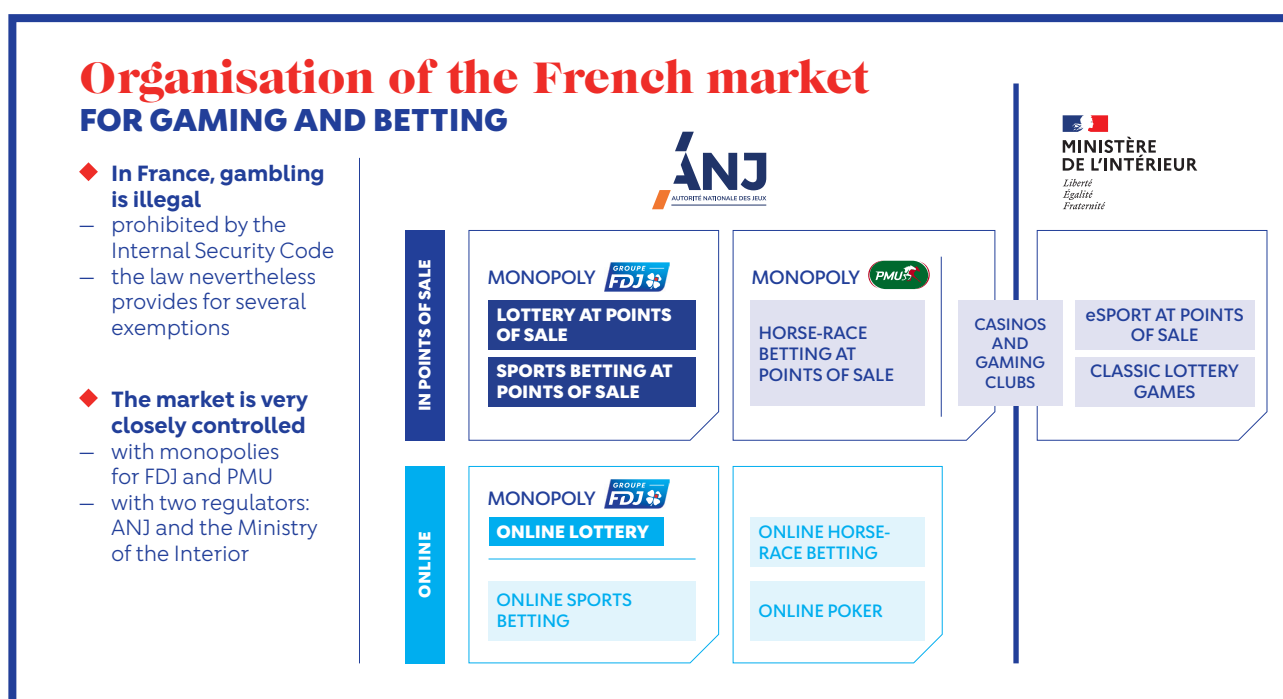 Organisation of the French market
FOR GAMING AND BETTING
In France, gambling
is illegal
– prohibited by the
Internal Security Code
– the law nevertheless
provides for several
exemptions
The market is very
closely controlled
– with monopolies
for FDJ and PMU
– with two regulators:
ANJ and the Ministry
of the Interior
ANJ
AUTORITÉ NATIONALE DES JEUX
MINISTÈRE
DE L'INTÉRIEUR
Liberté
Égalité
Fraternité
IN POINTS OF SALE
MONOPOLY
GROUPE
FDJ
LOTTERY AT POINTS
OF SALE
SPORTS BETTING AT
POINTS OF SALE
MONOPOLY
PMU
HORSE-RACE
BETTING AT
POINTS OF SALE
CASINOS
AND
GAMING
CLUBS
eSPORT AT POINTS
OF SALE
CLASSIC LOTTERY
GAMES
ONLINE
MONOPOLY
GROUPE
FDJ
ONLINE LOTTERY
ONLINE SPORTS
BETTING
ONLINE HORSE-
RACE BETTING
ONLINE POKER